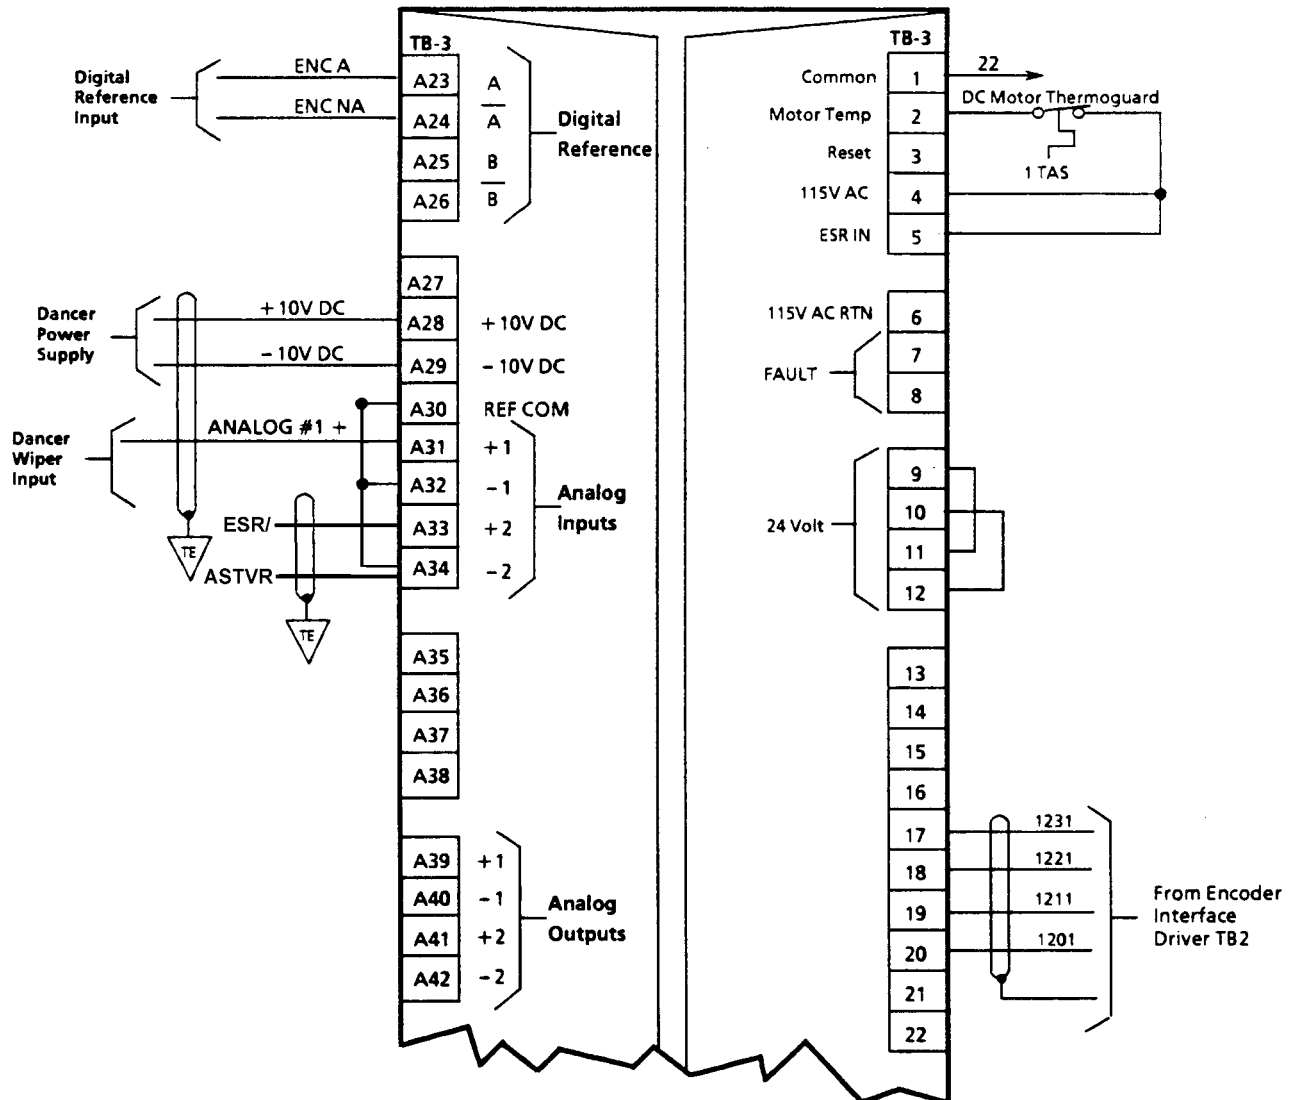 TB-3
Digital
Reference
Input
ENC A
ENC NA
A23
A
A24
A
A25
B
A26
B
Digital
Reference
Dancer
Power
Supply
+ 10V DC
– 10V DC
A27
A28
+ 10V DC
A29
– 10V DC
A30
REF COM
Dancer
Wiper
Input
ANALOG #1 +
A31
+ 1
A32
– 1
ESR/
A33
+ 2
ASTVR
A34
– 2
Analog
Inputs
TE
TE
A35
A36
A37
A38
A39
+ 1
A40
– 1
A41
+ 2
A42
– 2
Analog
Outputs
TB-3
Common
1
22
Motor Temp
2
DC Motor Thermoguard
1 TAS
Reset
3
115V AC
4
ESR IN
5
115V AC RTN
6
FAULT
7
8
24 Volt
9
10
11
12
13
14
15
16
17
1231
18
1221
19
1211
20
1201
21
22
From Encoder
Interface
Driver TB2